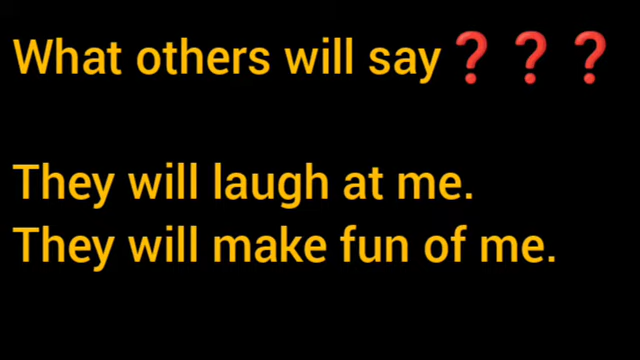 What others will say❓❓❓
They will laugh at me.
They will make fun of me.